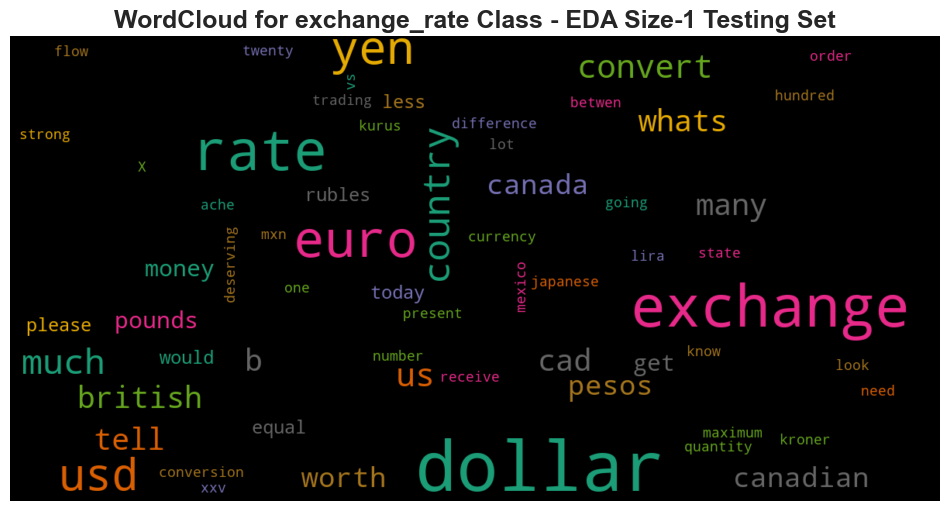 WordCloud for exchange_rate Class - EDA Size-1 Testing Set
flow
twenty
yen
convert
order
vs
trading
less
betwen
hundred
strong
kurus
difference
whats
rate
lot
X
country
canada
rubles
ache
going
many
deserving
mxn
euro
currency
lira
state
money
mexico
japanese
one
today
exchange
present
please
pounds
much
would
b
number
us
receive
cad
get
know
look
pesos
need
british
tell
equal
maximum
quantity
kroner
usd
conversion
xxv
worth
dollar
canadian